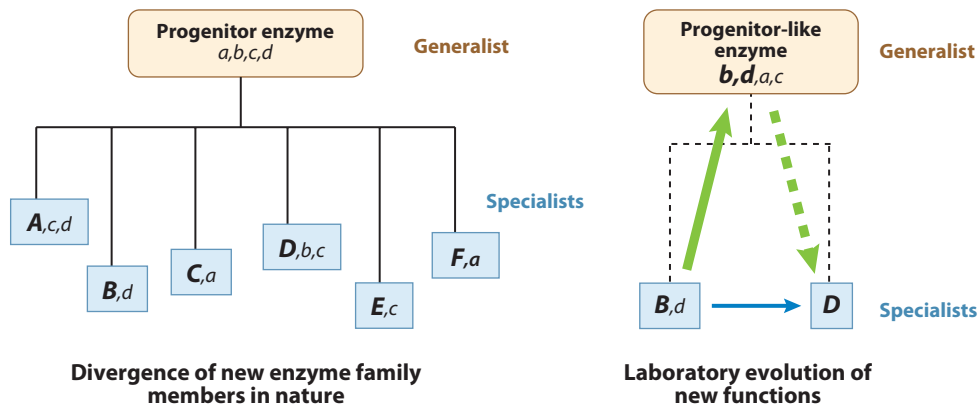 Progenitor enzyme
a,b,c,d
Generalist
A,c,d
B,d
C,a
D,b,c
E,c
F,a
Specialists
Divergence of new enzyme family
members in nature
Progenitor-like
enzyme
b,d,a,c
Generalist
B,d
D
Specialists
Laboratory evolution of
new functions